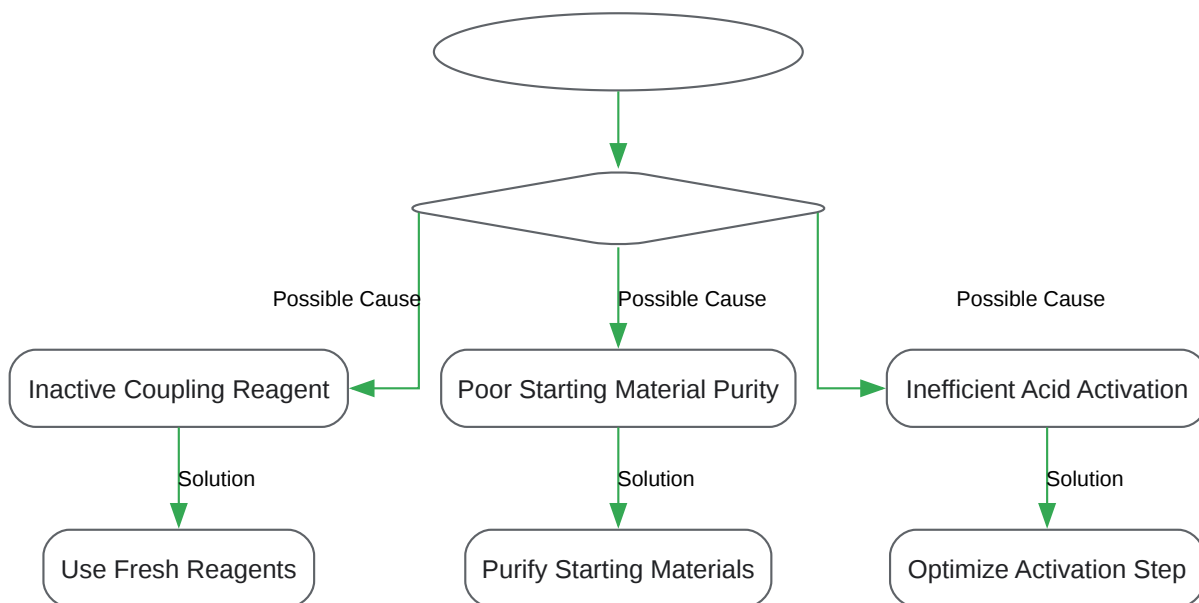 Possible Cause
Possible Cause
Possible Cause
Inactive Coupling Reagent
Poor Starting Material Purity
Inefficient Acid Activation
Solution
Solution
Solution
Use Fresh Reagents
Purify Starting Materials
Optimize Activation Step